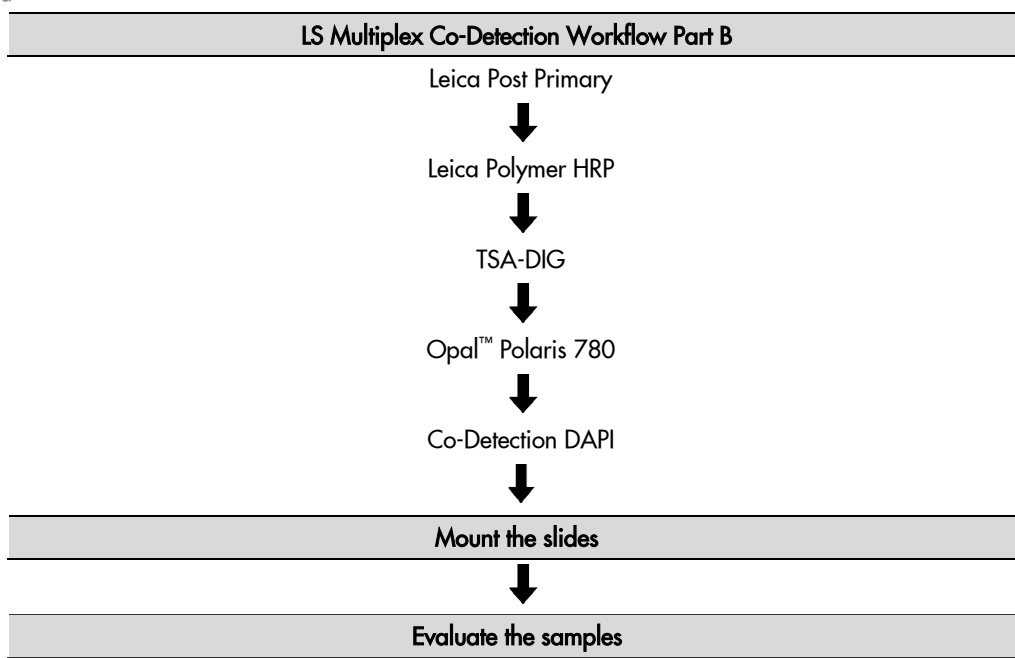 LS Multiplex Co-Detection Workflow Part B
Leica Post Primary
Leica Polymer HRP
TSA-DIG
Opal™ Polaris 780
Co-Detection DAPI
Mount the slides
Evaluate the samples